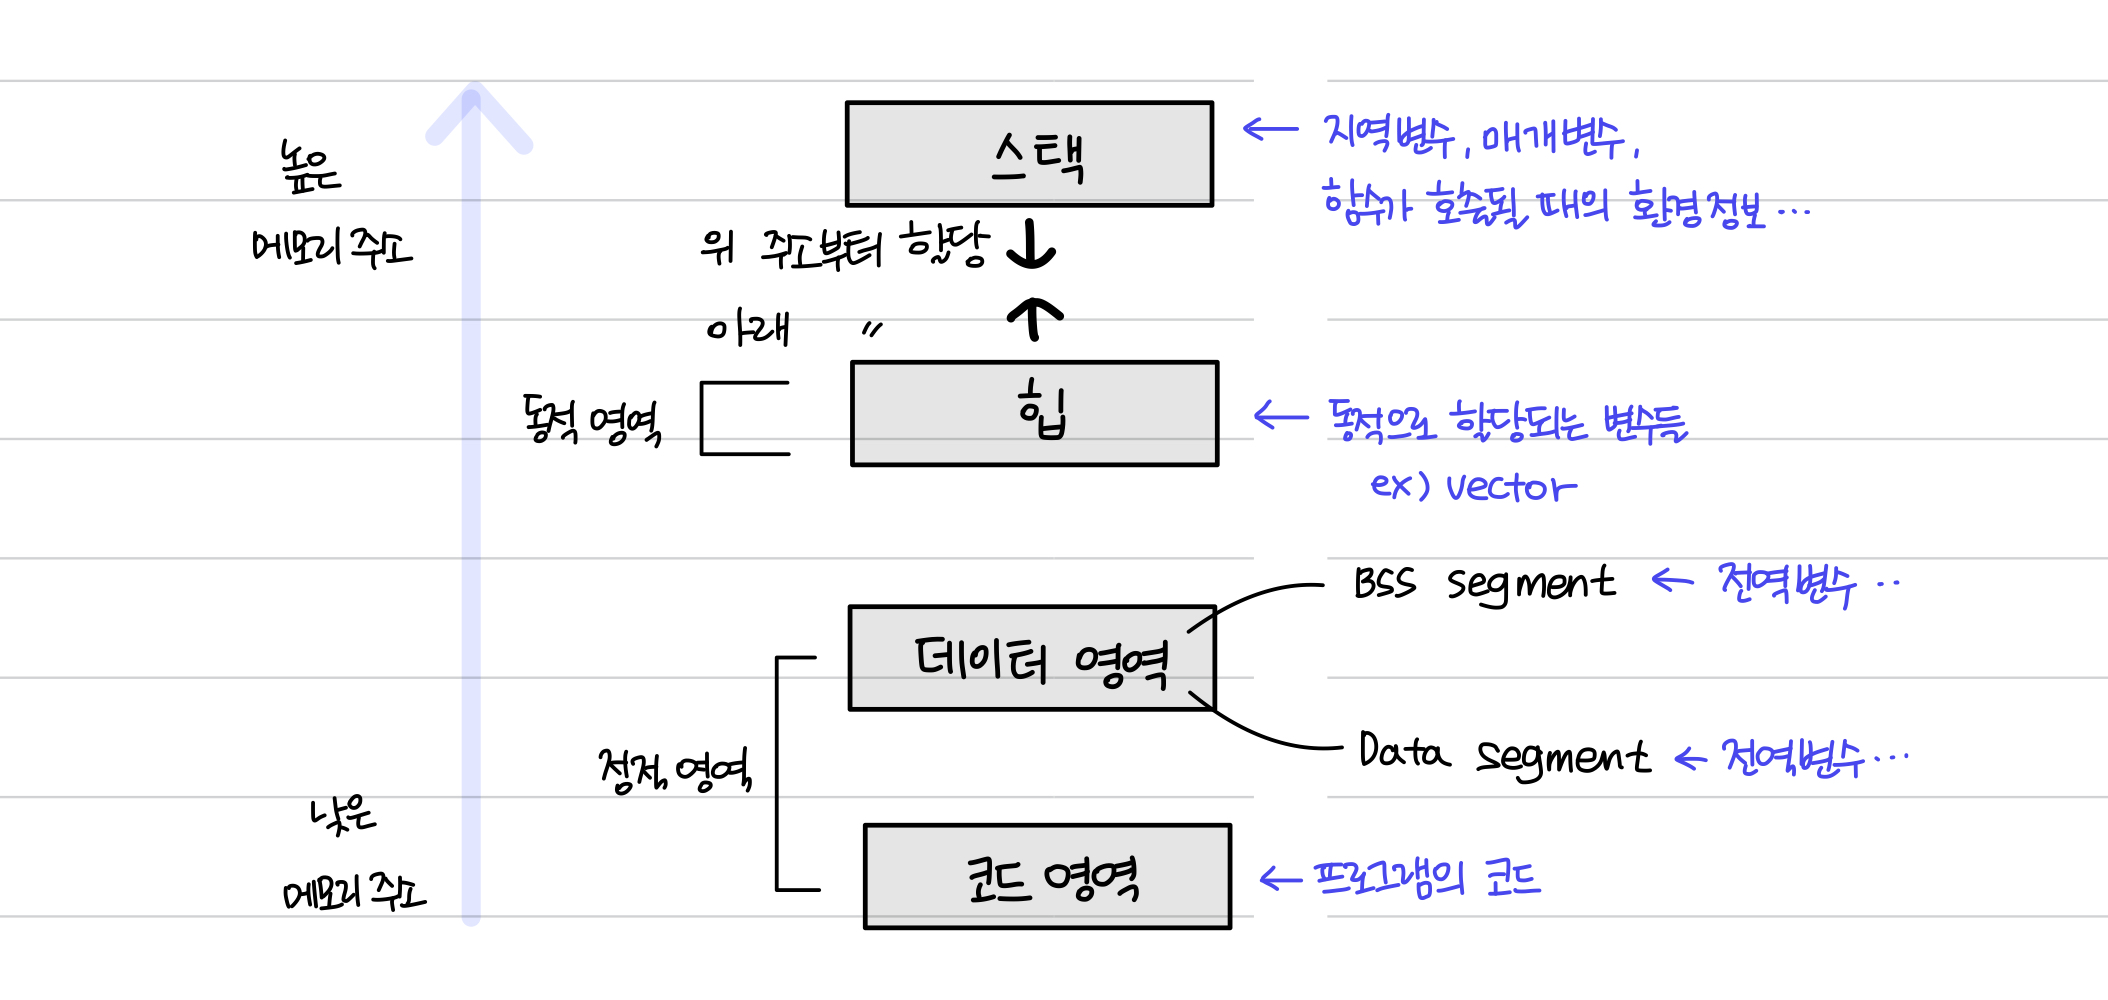 높은
메모리 주소
스택
← 지역변수, 매개변수,
함수가 호출될 때의 환경정보 ...
위 주소부터 할당 ↓
아래 〃 ↑
동적 영역
힙
← 동적으로 할당되는 변수들
ex) vector
BSS segment ← 전역변수 ..
데이터 영역
Data segment ← 전역변수 ...
정적 영역
낮은
메모리 주소
코드 영역
← 프로그램의 코드